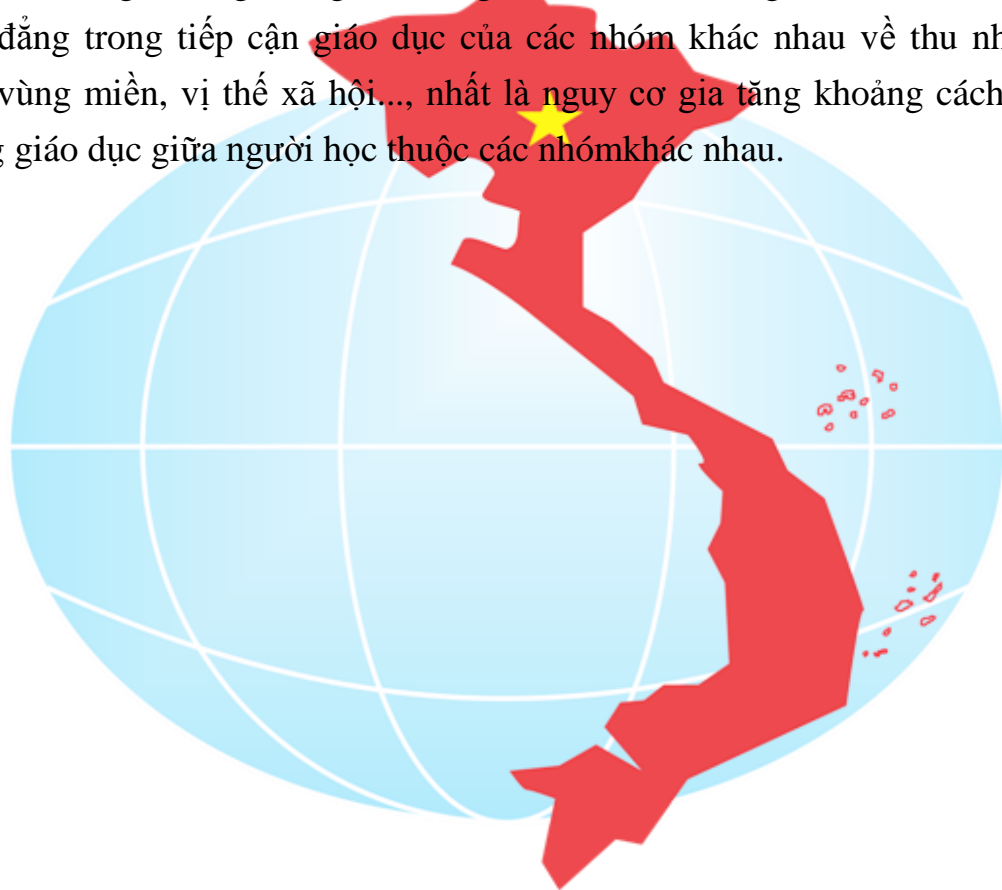 đẳng trong tiếp cận giáo dục của các nhóm khác nhau về thu nh
vùng miền, vị thế xã hội..., nhất là nguy cơ gia tăng khoảng cách
g giáo dục giữa người học thuộc các nhómkhác nhau.